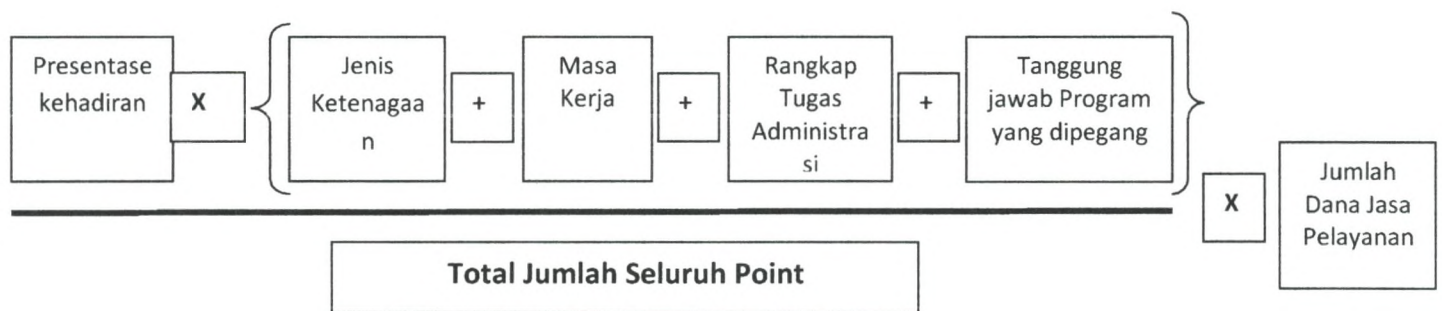 Presentase
kehadiran
X
Jenis
Ketenagaa
n
+
Masa
Kerja
+
Rangkap
Tugas
Administra
si
+
Tanggung
jawab Program
yang dipegang
X
Jumlah
Dana Jasa
Pelayanan
Total Jumlah Seluruh Point